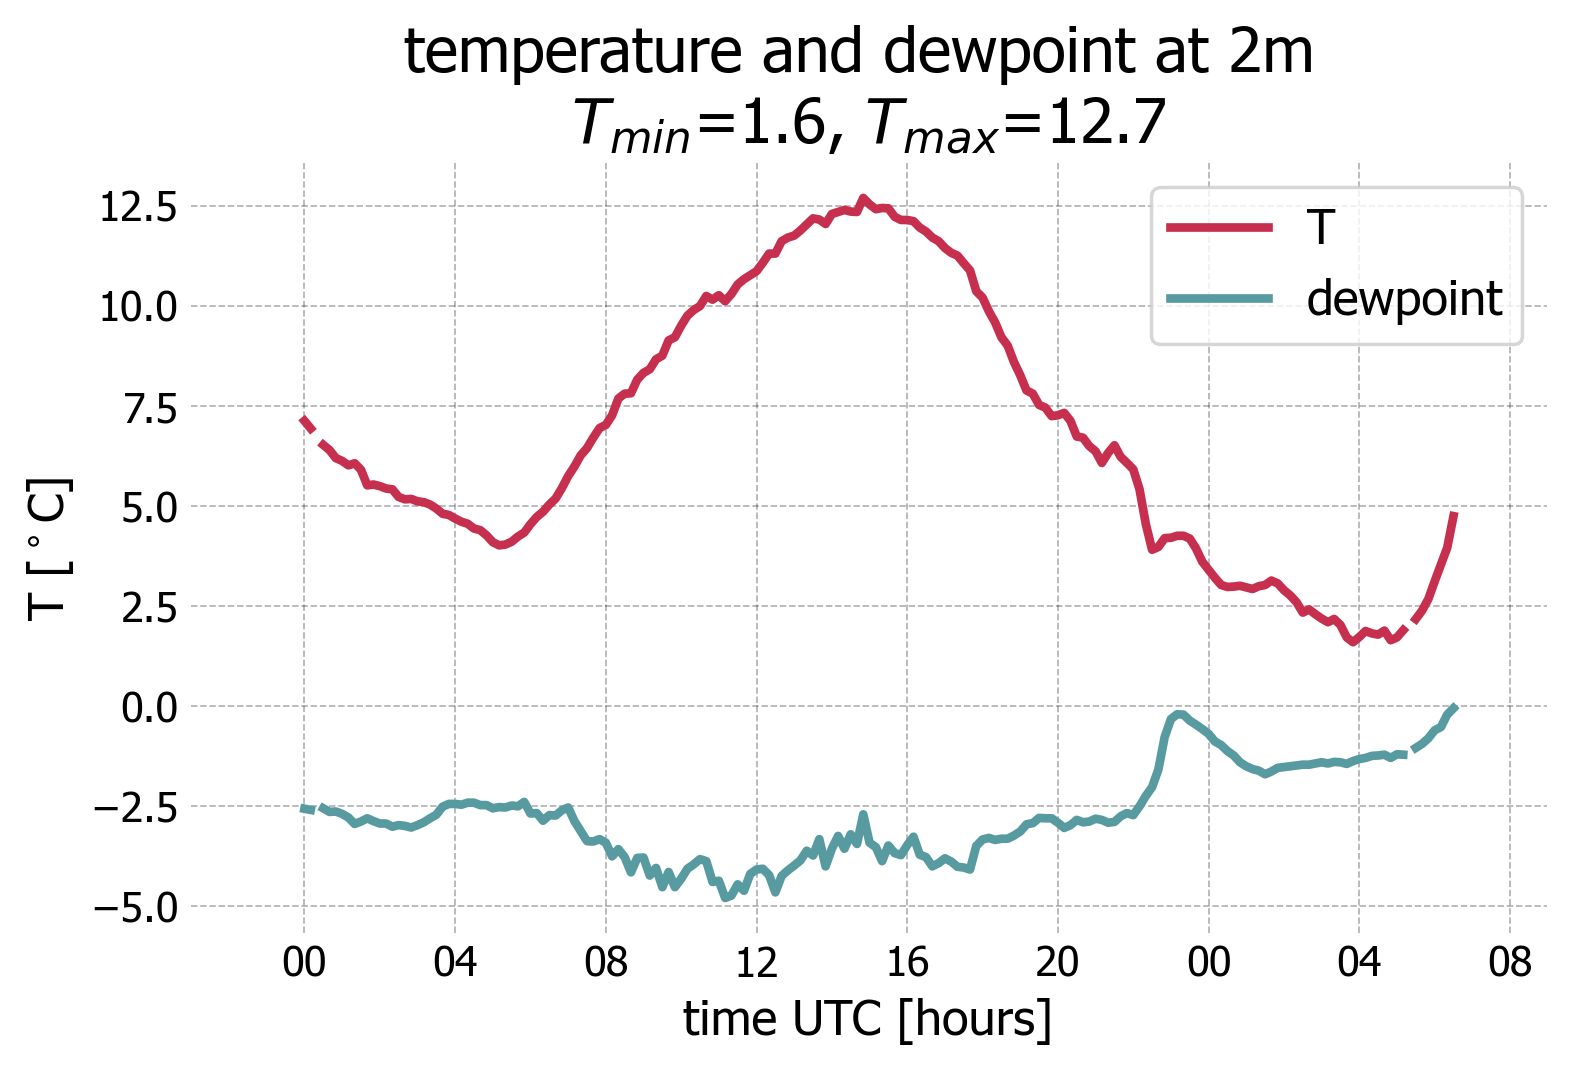 temperature and dewpoint at 2m
T_min=1.6, T_max=12.7
12.5
10.0
7.5
5.0
2.5
0.0
−2.5
−5.0
T [°C]
T
dewpoint
00 04 08 12 16 20 00 04 08
time UTC [hours]